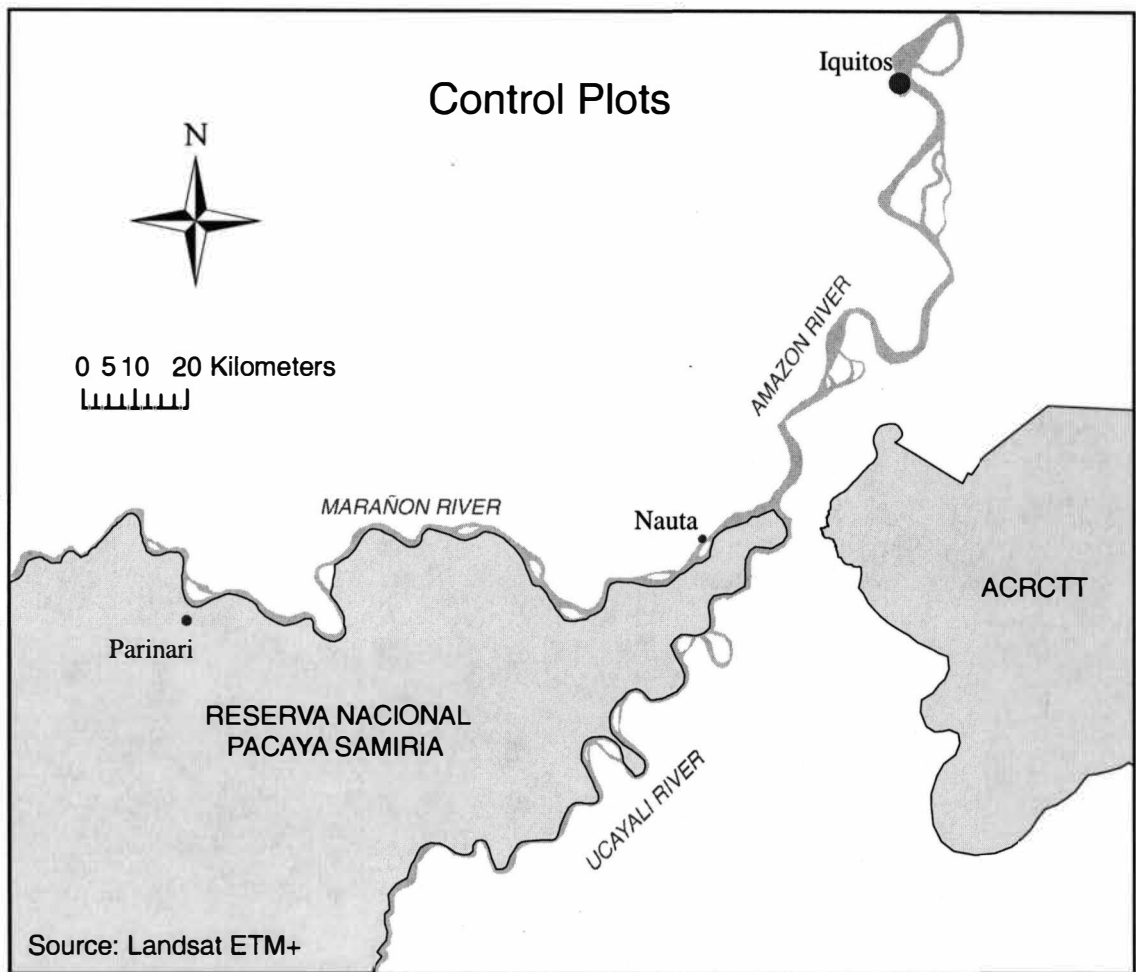 Iquitos
Control Plots
N
0 5 10 20 Kilometers
AMAZON RIVER
MARAÑON RIVER
Nauta
ACRCTT
Parinari
RESERVA NACIONAL
PACAYA SAMIRIA
UCAYALI RIVER
Source: Landsat ETM+